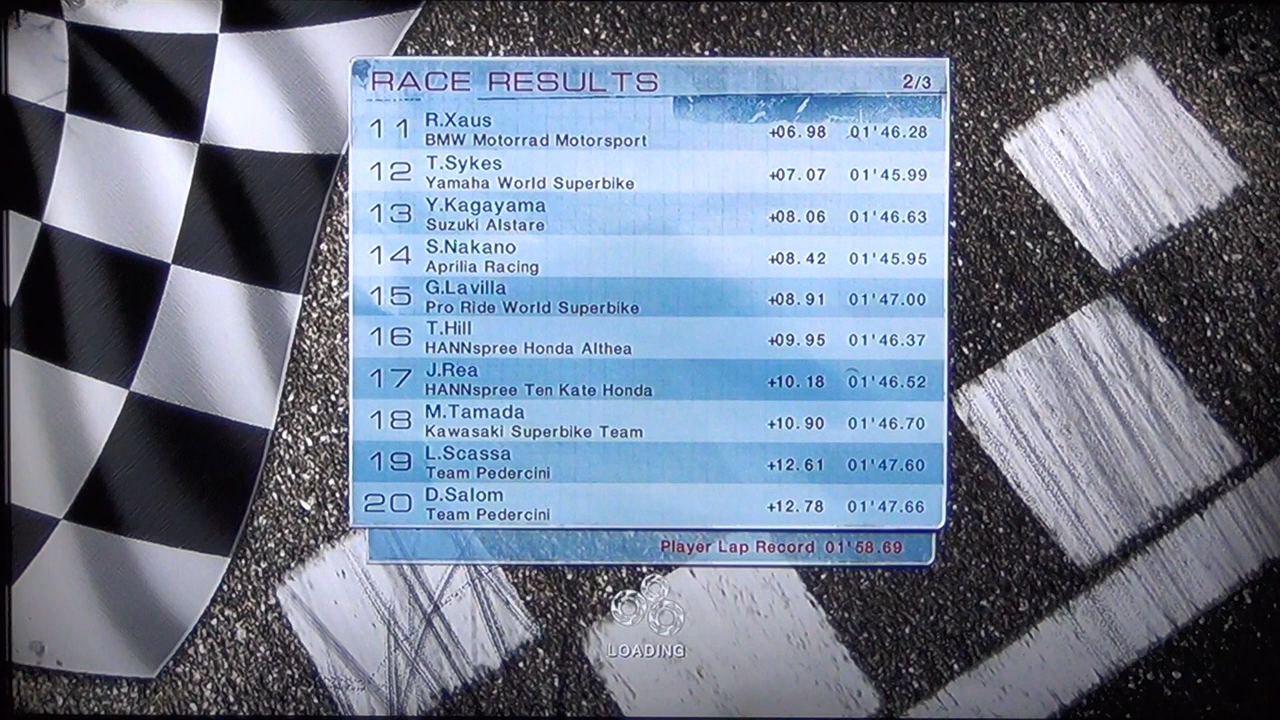 RACE RESULTS 2/3
11 R.Xaus +06.98 01'46.28
BMW Motorrad Motorsport
12 T.Sykes +07.07 01'45.99
Yamaha World Superbike
13 Y.Kagayama +08.06 01'46.63
Suzuki Alstare
14 S.Nakano +08.42 01'45.95
Aprilia Racing
15 G.Lavilla +08.91 01'47.00
Pro Ride World Superbike
16 T.Hill +09.95 01'46.37
HANNspree Honda Althea
17 J.Rea +10.18 01'46.52
HANNspree Ten Kate Honda
18 M.Tamada +10.90 01'46.70
Kawasaki Superbike Team
19 L.Scassa +12.61 01'47.60
Team Pedercini
20 D.Salom +12.78 01'47.66
Team Pedercini
Player Lap Record 01'58.69
LOADING